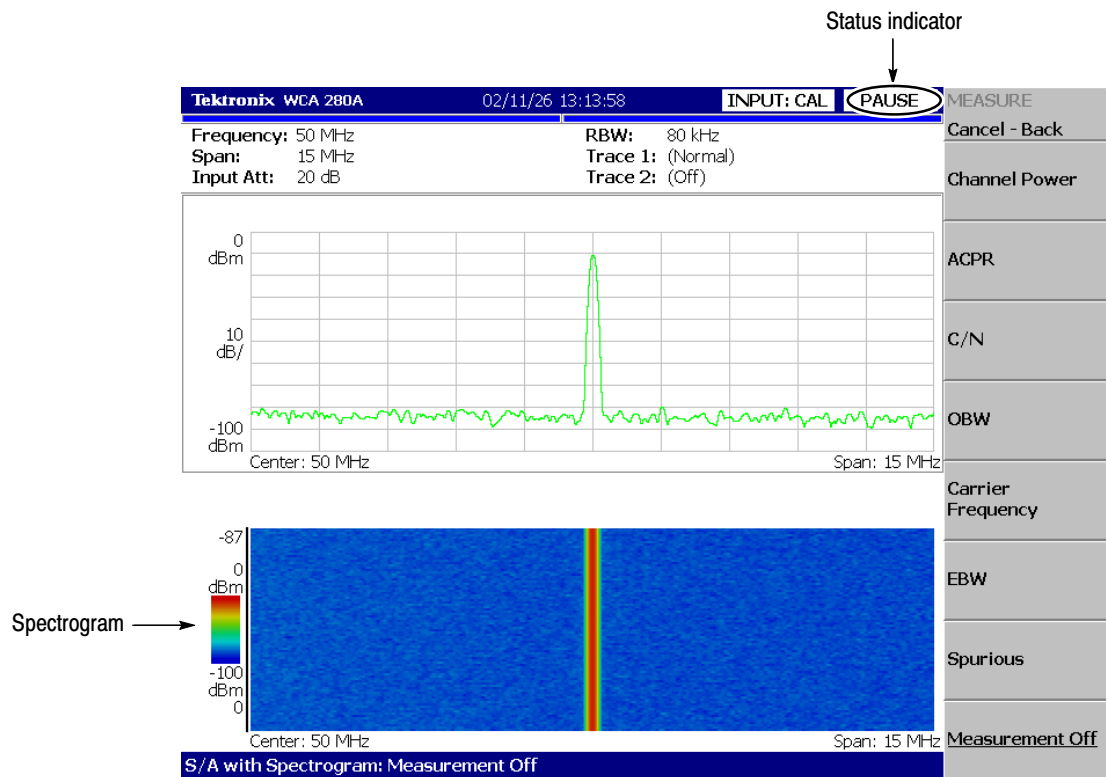 Status indicator
Tektronix WCA 280A 02/11/26 13:13:58 INPUT: CAL PAUSE
Frequency: 50 MHz RBW: 80 kHz
Span: 15 MHz Trace 1: (Normal)
Input Att: 20 dB Trace 2: (Off)
0
dBm
10
dB/
-100
dBm
Center: 50 MHz Span: 15 MHz
-87
0
dBm
Spectrogram
-100
dBm
0
Center: 50 MHz Span: 15 MHz
S/A with Spectrogram: Measurement Off
MEASURE
Cancel - Back
Channel Power
ACPR
C/N
OBW
Carrier
Frequency
EBW
Spurious
Measurement Off